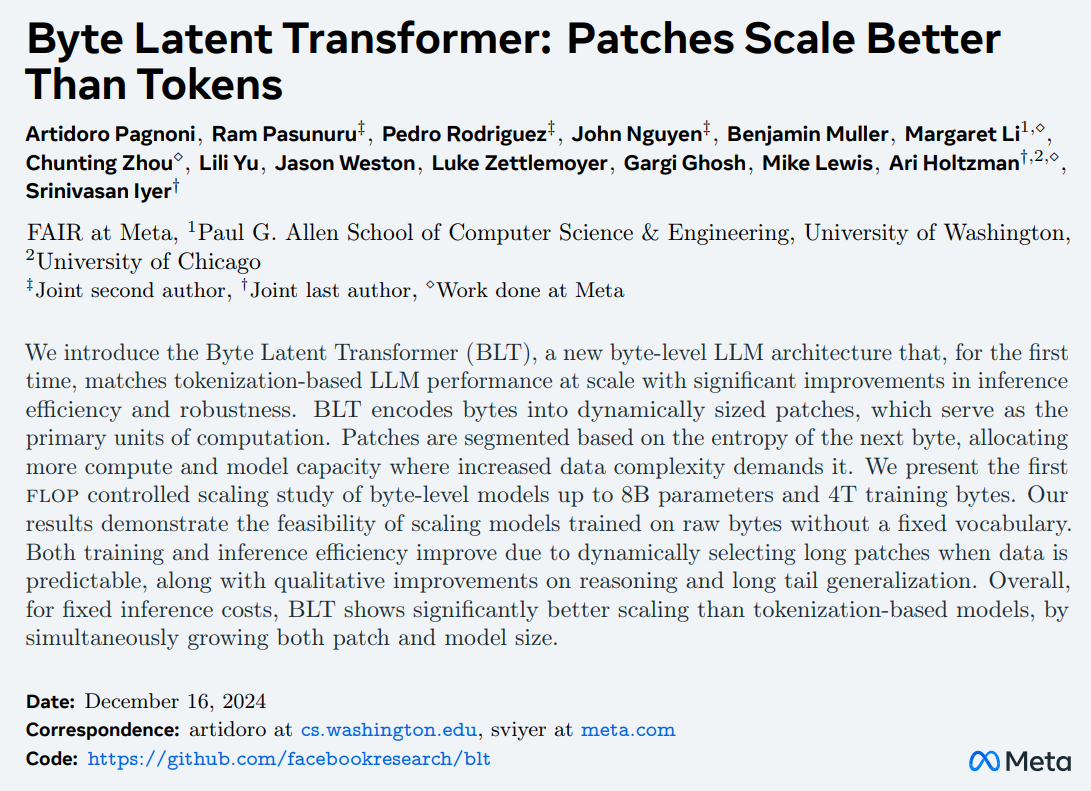 Byte Latent Transformer: Patches Scale Better
Than Tokens
Artidoro Pagnoni, Ram Pasunuru‡, Pedro Rodriguez‡, John Nguyen‡, Benjamin Muller, Margaret Li1,⋄,
Chunting Zhou⋄, Lili Yu, Jason Weston, Luke Zettlemoyer, Gargi Ghosh, Mike Lewis, Ari Holtzman†,2,⋄,
Srinivasan Iyer†
FAIR at Meta, 1Paul G. Allen School of Computer Science & Engineering, University of Washington,
2University of Chicago
‡Joint second author, †Joint last author, ⋄Work done at Meta
We introduce the Byte Latent Transformer (BLT), a new byte-level LLM architecture that, for the first
time, matches tokenization-based LLM performance at scale with significant improvements in inference
efficiency and robustness. BLT encodes bytes into dynamically sized patches, which serve as the
primary units of computation. Patches are segmented based on the entropy of the next byte, allocating
more compute and model capacity where increased data complexity demands it. We present the first
FLOP controlled scaling study of byte-level models up to 8B parameters and 4T training bytes. Our
results demonstrate the feasibility of scaling models trained on raw bytes without a fixed vocabulary.
Both training and inference efficiency improve due to dynamically selecting long patches when data is
predictable, along with qualitative improvements on reasoning and long tail generalization. Overall,
for fixed inference costs, BLT shows significantly better scaling than tokenization-based models, by
simultaneously growing both patch and model size.
Date: December 16, 2024
Correspondence: artidoro at cs.washington.edu, sviyer at meta.com
Code: https://github.com/facebookresearch/blt
Meta